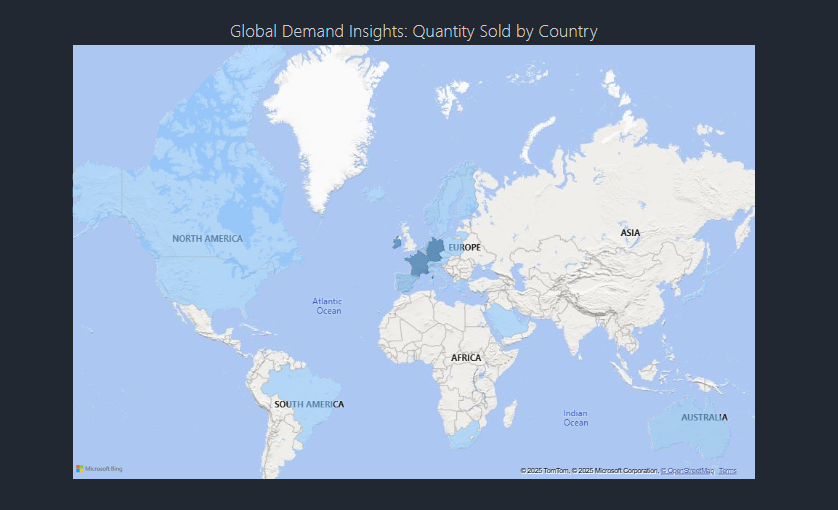 Global Demand Insights: Quantity Sold by Country
NORTH AMERICA
EUROPE
ASIA
Atlantic
Ocean
AFRICA
SOUTH AMERICA
Indian
Ocean
AUSTRALIA
Microsoft Bing
© 2025 TomTom, © 2025 Microsoft Corporation, © OpenStreetMap Terms